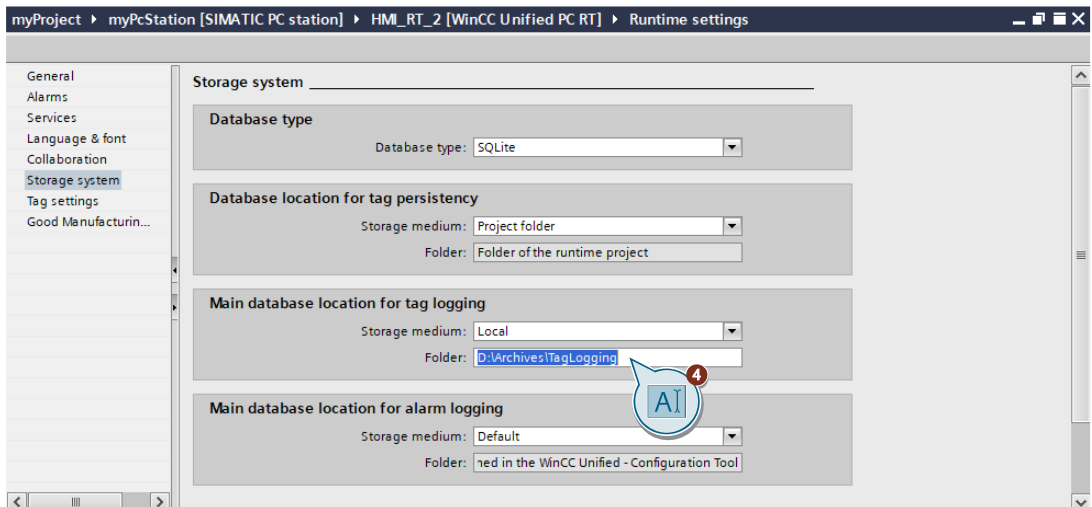 myProject ▸ myPcStation [SIMATIC PC station] ▸ HMI_RT_2 [WinCC Unified PC RT] ▸ Runtime settings
General
Alarms
Services
Language & font
Collaboration
Storage system
Tag settings
Good Manufacturin...
Storage system
Database type
Database type: SQLite
Database location for tag persistency
Storage medium: Project folder
Folder: Folder of the runtime project
Main database location for tag logging
Storage medium: Local
Folder: D:\Archives\TagLogging
4
A
Main database location for alarm logging
Storage medium: Default
Folder: ned in the WinCC Unified - Configuration Tool